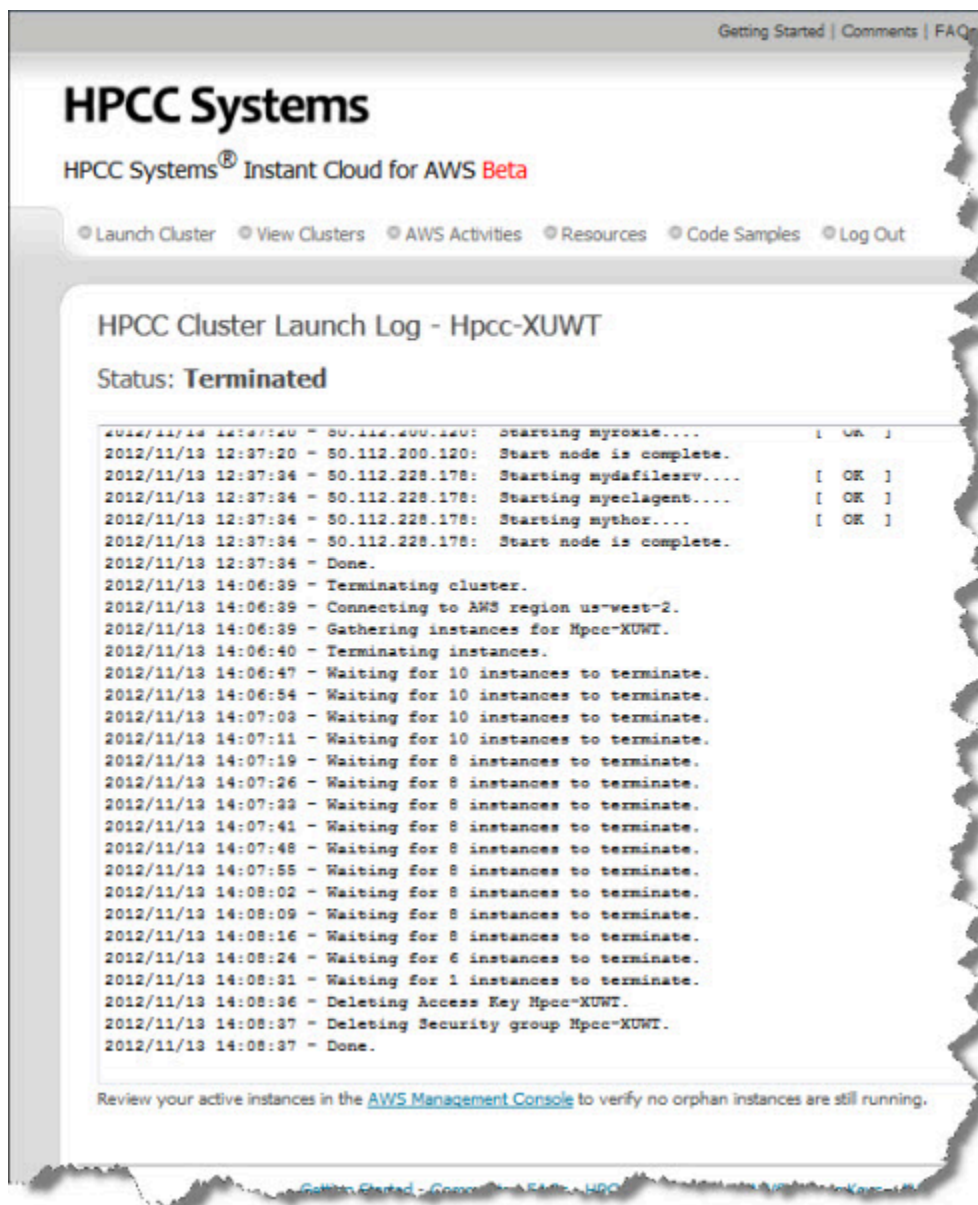 Getting Started | Comments | FAQs
HPCC Systems
HPCC Systems® Instant Cloud for AWS Beta
Launch Cluster View Clusters AWS Activities Resources Code Samples Log Out
HPCC Cluster Launch Log - Hpcc-XUWT
Status: Terminated
2012/11/13 12:37:20 - 50.112.200.120: Starting myroxie.... [ OK ]
2012/11/13 12:37:20 - 50.112.200.120: Start node is complete.
2012/11/13 12:37:34 - 50.112.228.178: Starting mydafilesrv.... [ OK ]
2012/11/13 12:37:34 - 50.112.228.178: Starting myeclagent.... [ OK ]
2012/11/13 12:37:34 - 50.112.228.178: Starting mythor.... [ OK ]
2012/11/13 12:37:34 - 50.112.228.178: Start node is complete.
2012/11/13 12:37:34 - Done.
2012/11/13 14:06:39 - Terminating cluster.
2012/11/13 14:06:39 - Connecting to AWS region us-west-2.
2012/11/13 14:06:39 - Gathering instances for Hpcc-XUWT.
2012/11/13 14:06:40 - Terminating instances.
2012/11/13 14:06:47 - Waiting for 10 instances to terminate.
2012/11/13 14:06:54 - Waiting for 10 instances to terminate.
2012/11/13 14:07:03 - Waiting for 10 instances to terminate.
2012/11/13 14:07:11 - Waiting for 10 instances to terminate.
2012/11/13 14:07:19 - Waiting for 8 instances to terminate.
2012/11/13 14:07:26 - Waiting for 8 instances to terminate.
2012/11/13 14:07:33 - Waiting for 8 instances to terminate.
2012/11/13 14:07:41 - Waiting for 8 instances to terminate.
2012/11/13 14:07:48 - Waiting for 8 instances to terminate.
2012/11/13 14:07:55 - Waiting for 8 instances to terminate.
2012/11/13 14:08:02 - Waiting for 8 instances to terminate.
2012/11/13 14:08:09 - Waiting for 8 instances to terminate.
2012/11/13 14:08:16 - Waiting for 8 instances to terminate.
2012/11/13 14:08:24 - Waiting for 6 instances to terminate.
2012/11/13 14:08:31 - Waiting for 1 instances to terminate.
2012/11/13 14:08:36 - Deleting Access Key Hpcc-XUWT.
2012/11/13 14:08:37 - Deleting Security group Hpcc-XUWT.
2012/11/13 14:08:37 - Done.
Review your active instances in the AWS Management Console to verify no orphan instances are still running.